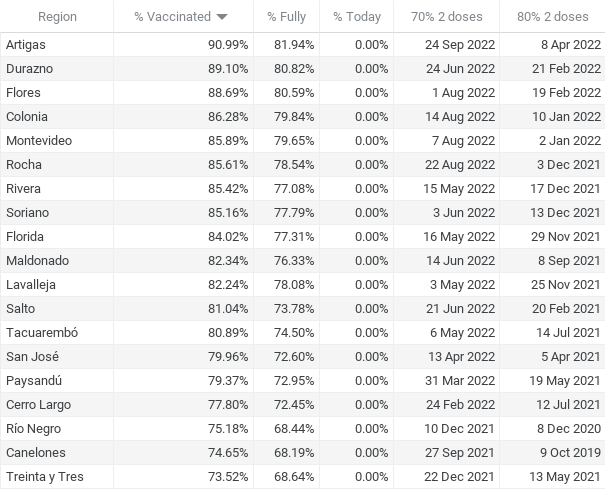 Region % Vaccinated % Fully % Today 70% 2 doses 80% 2 doses
Artigas 90.99% 81.94% 0.00% 24 Sep 2022 8 Apr 2022
Durazno 89.10% 80.82% 0.00% 24 Jun 2022 21 Feb 2022
Flores 88.69% 80.59% 0.00% 1 Aug 2022 19 Feb 2022
Colonia 86.28% 79.84% 0.00% 14 Aug 2022 10 Jan 2022
Montevideo 85.89% 79.65% 0.00% 7 Aug 2022 2 Jan 2022
Rocha 85.61% 78.54% 0.00% 22 Aug 2022 3 Dec 2021
Rivera 85.42% 77.08% 0.00% 15 May 2022 17 Dec 2021
Soriano 85.16% 77.79% 0.00% 3 Jun 2022 13 Dec 2021
Florida 84.02% 77.31% 0.00% 16 May 2022 29 Nov 2021
Maldonado 82.34% 76.33% 0.00% 14 Jun 2022 8 Sep 2021
Lavalleja 82.24% 78.08% 0.00% 3 May 2022 25 Nov 2021
Salto 81.04% 73.78% 0.00% 21 Jun 2022 20 Feb 2021
Tacuarembó 80.89% 74.50% 0.00% 6 May 2022 14 Jul 2021
San José 79.96% 72.60% 0.00% 13 Apr 2022 5 Apr 2021
Paysandú 79.37% 72.95% 0.00% 31 Mar 2022 19 May 2021
Cerro Largo 77.80% 72.45% 0.00% 24 Feb 2022 12 Jul 2021
Río Negro 75.18% 68.44% 0.00% 10 Dec 2021 8 Dec 2020
Canelones 74.65% 68.19% 0.00% 27 Sep 2021 9 Oct 2019
Treinta y Tres 73.52% 68.64% 0.00% 22 Dec 2021 13 May 2021